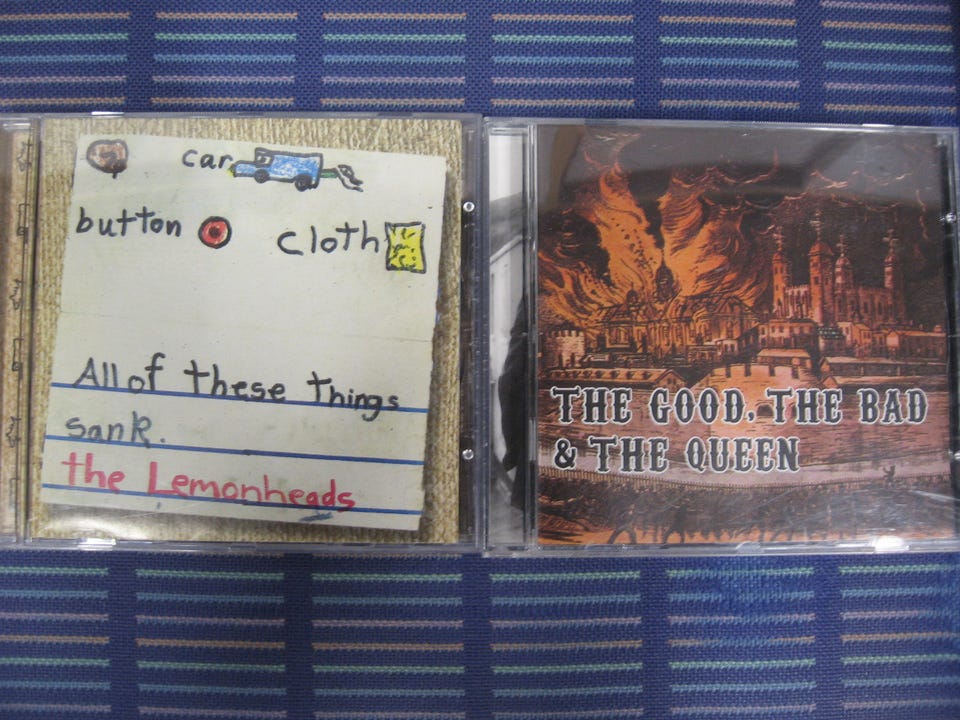 car
button cloth
All of these things
sank.
the Lemonheads
THE GOOD, THE BAD
& THE QUEEN